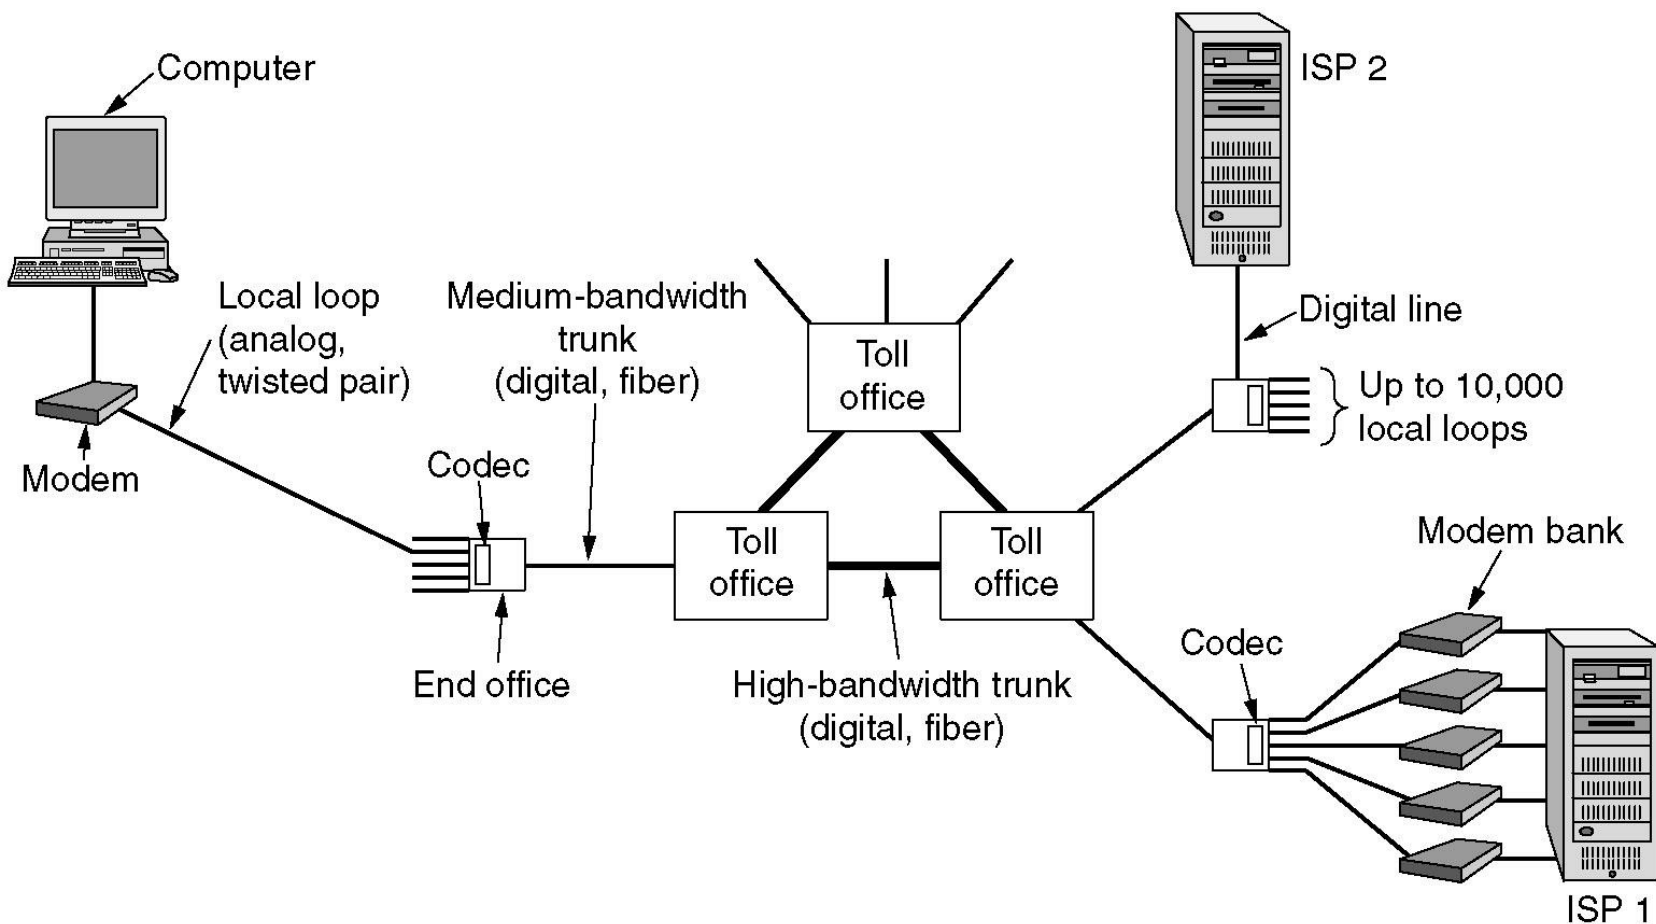 Computer
ISP 2
Local loop
(analog,
twisted pair)
Medium-bandwidth
trunk
(digital, fiber)
Digital line
Toll
office
Up to 10,000
local loops
Modem
Codec
Toll
office
Toll
office
Modem bank
End office
High-bandwidth trunk
(digital, fiber)
Codec
ISP 1